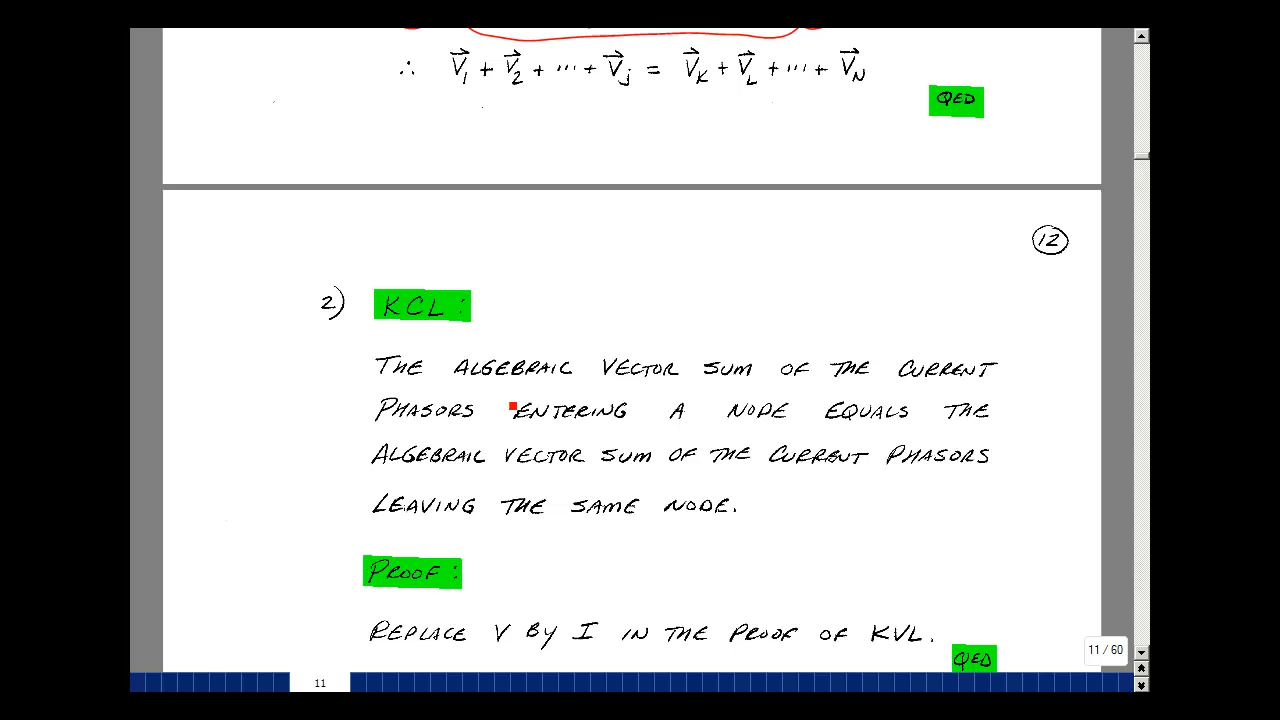 ∴ V⃗1 + V⃗2 + ... + V⃗j = V⃗K + V⃗L + ... + V⃗N
QED
12
2) KCL:
THE ALGEBRAIC VECTOR SUM OF THE CURRENT
PHASORS ENTERING A NODE EQUALS THE
ALGEBRAIC VECTOR SUM OF THE CURRENT PHASORS
LEAVING THE SAME NODE.
PROOF:
REPLACE V BY I IN THE PROOF OF KVL.
QED
11 / 60
11